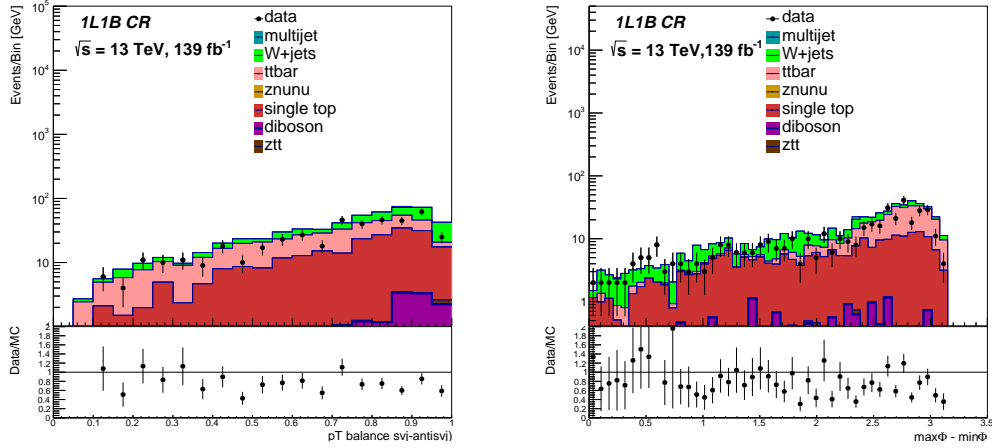 1L1B CR
√s = 13 TeV, 139 fb⁻¹
data
multijet
W+jets
ttbar
znunu
single top
diboson
ztt
Events/Bin [GeV]
10⁵
10⁴
10³
10²
10
1
Data/MC
2
1.8
1.6
1.4
1.2
1
0.8
0.6
0.4
0.2
0
0 0.1 0.2 0.3 0.4 0.5 0.6 0.7 0.8 0.9 1
pT balance svj-antisvj)
1L1B CR
√s = 13 TeV,139 fb⁻¹
data
multijet
W+jets
ttbar
znunu
single top
diboson
ztt
Events/Bin [GeV]
10⁴
10³
10²
10
1
Data/MC
1.8
1.6
1.4
1.2
1
0.8
0.6
0.4
0.2
0
0 0.5 1 1.5 2 2.5 3 3.5
maxΦ - minΦ